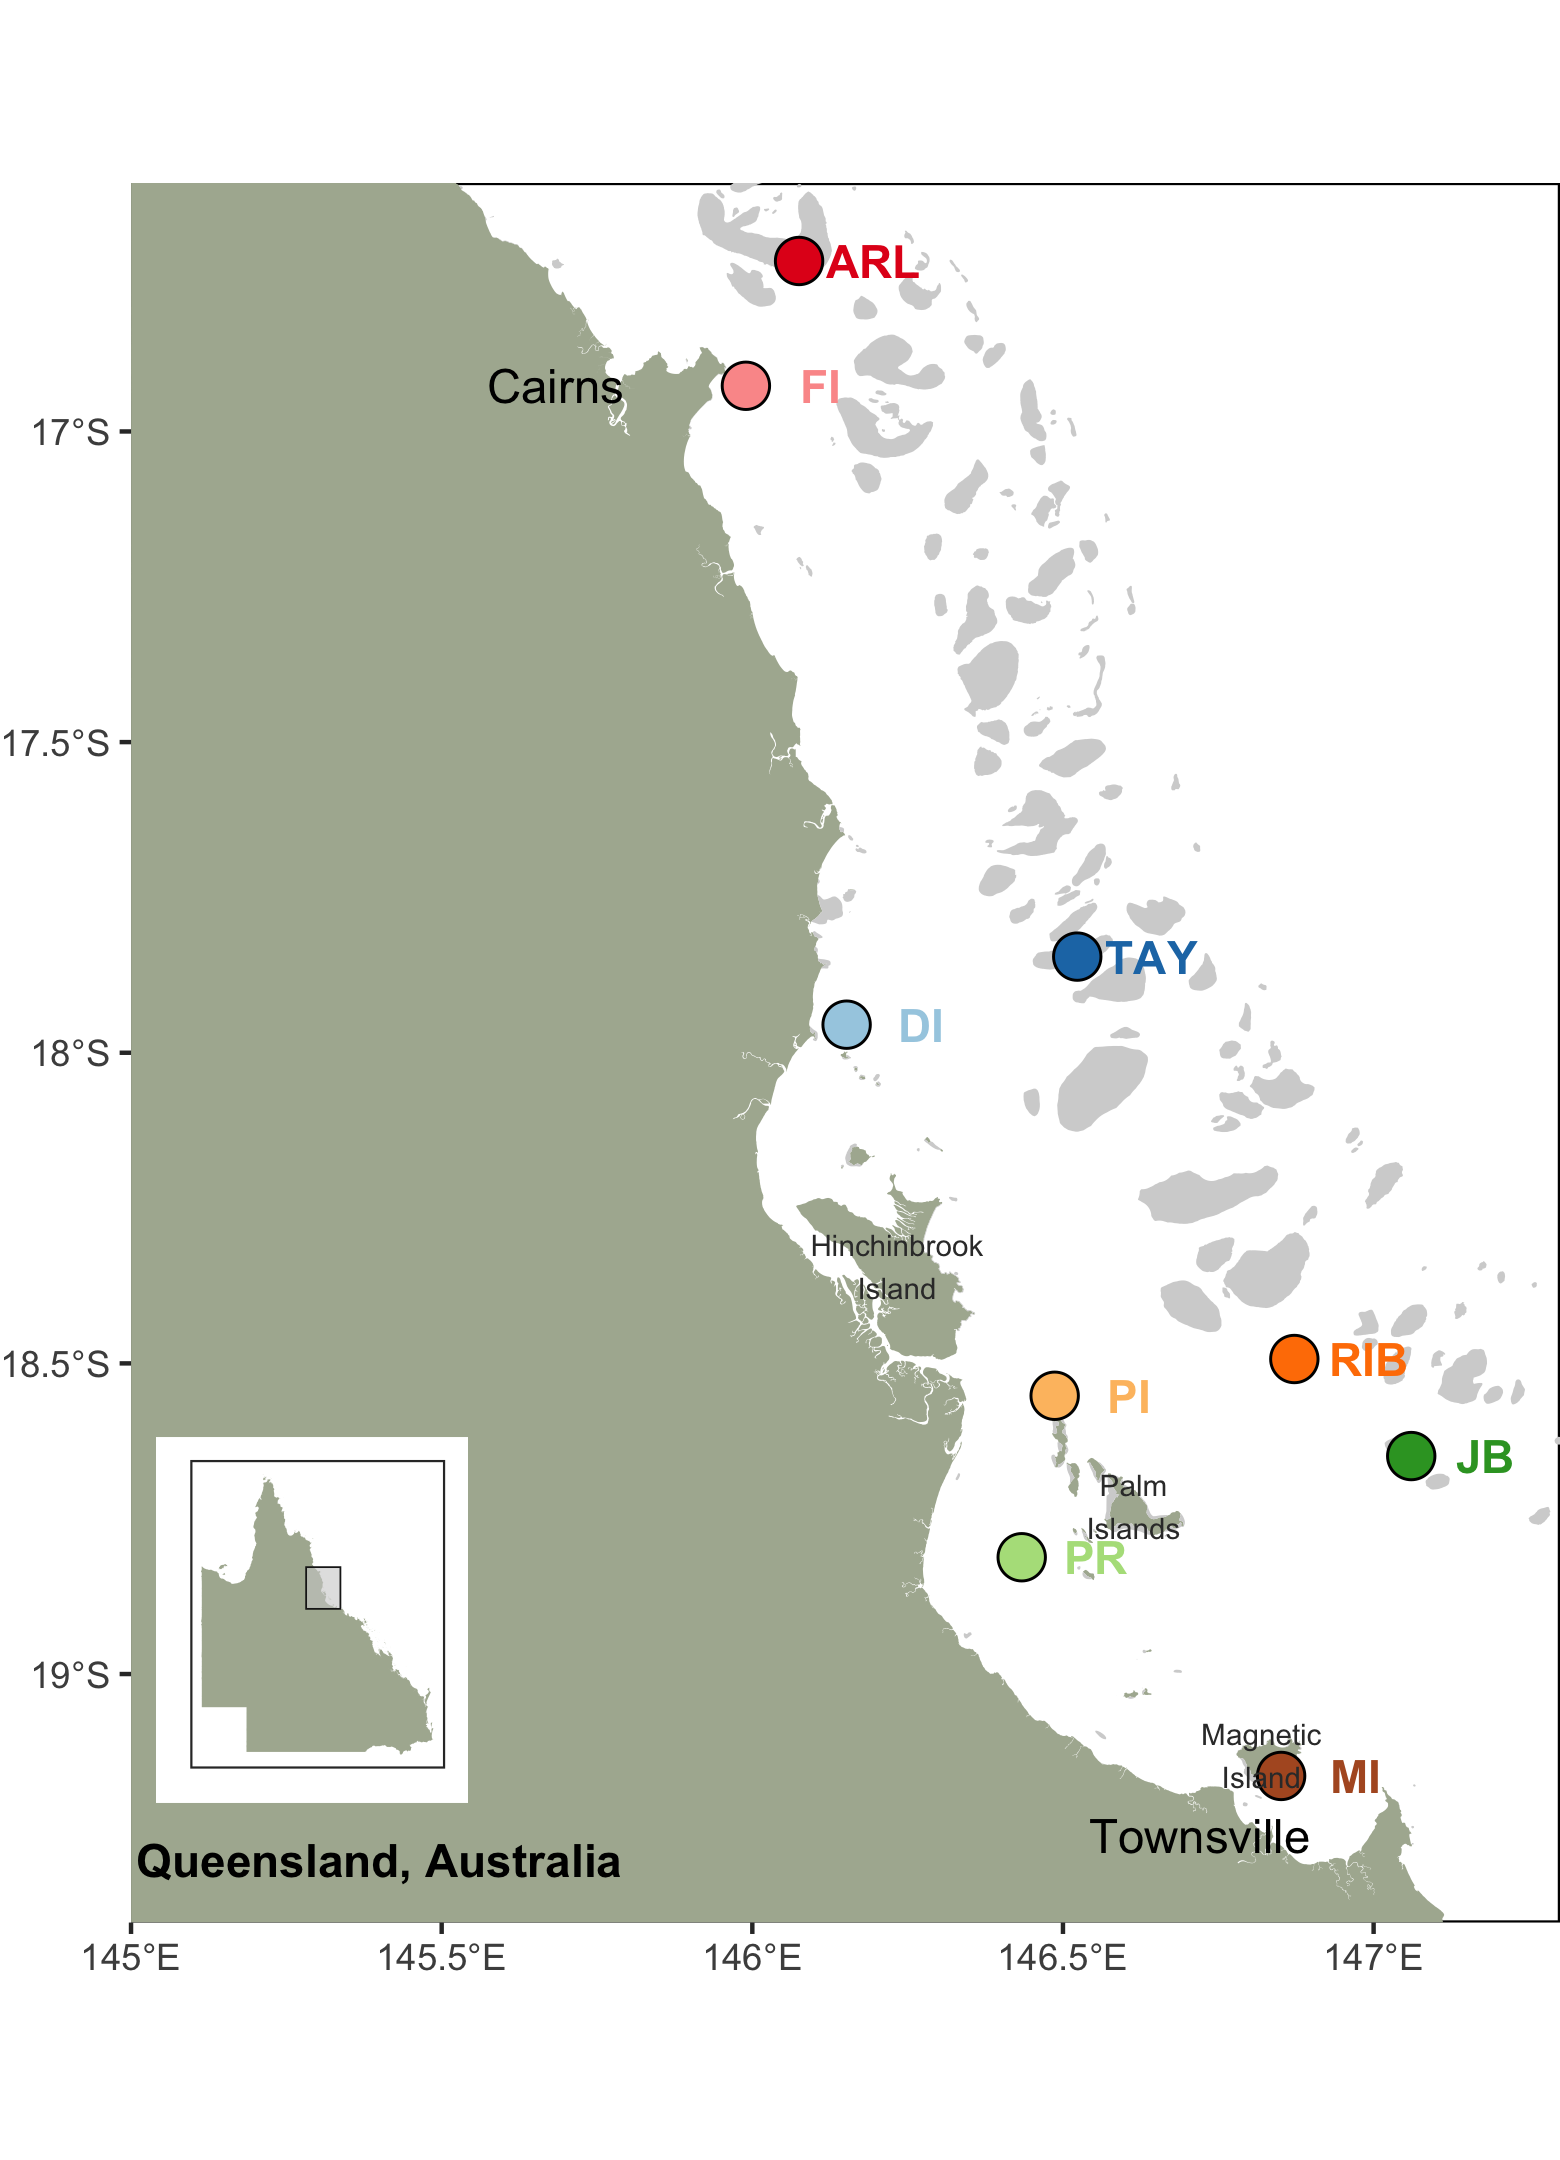 ARL
FI
Cairns
17°S
17.5°S
TAY
DI
18°S
Hinchinbrook
Island
18.5°S
RIB
PI
JB
Palm
Islands
PR
19°S
Magnetic
Island
MI
Townsville
Queensland, Australia
145°E
145.5°E
146°E
146.5°E
147°E